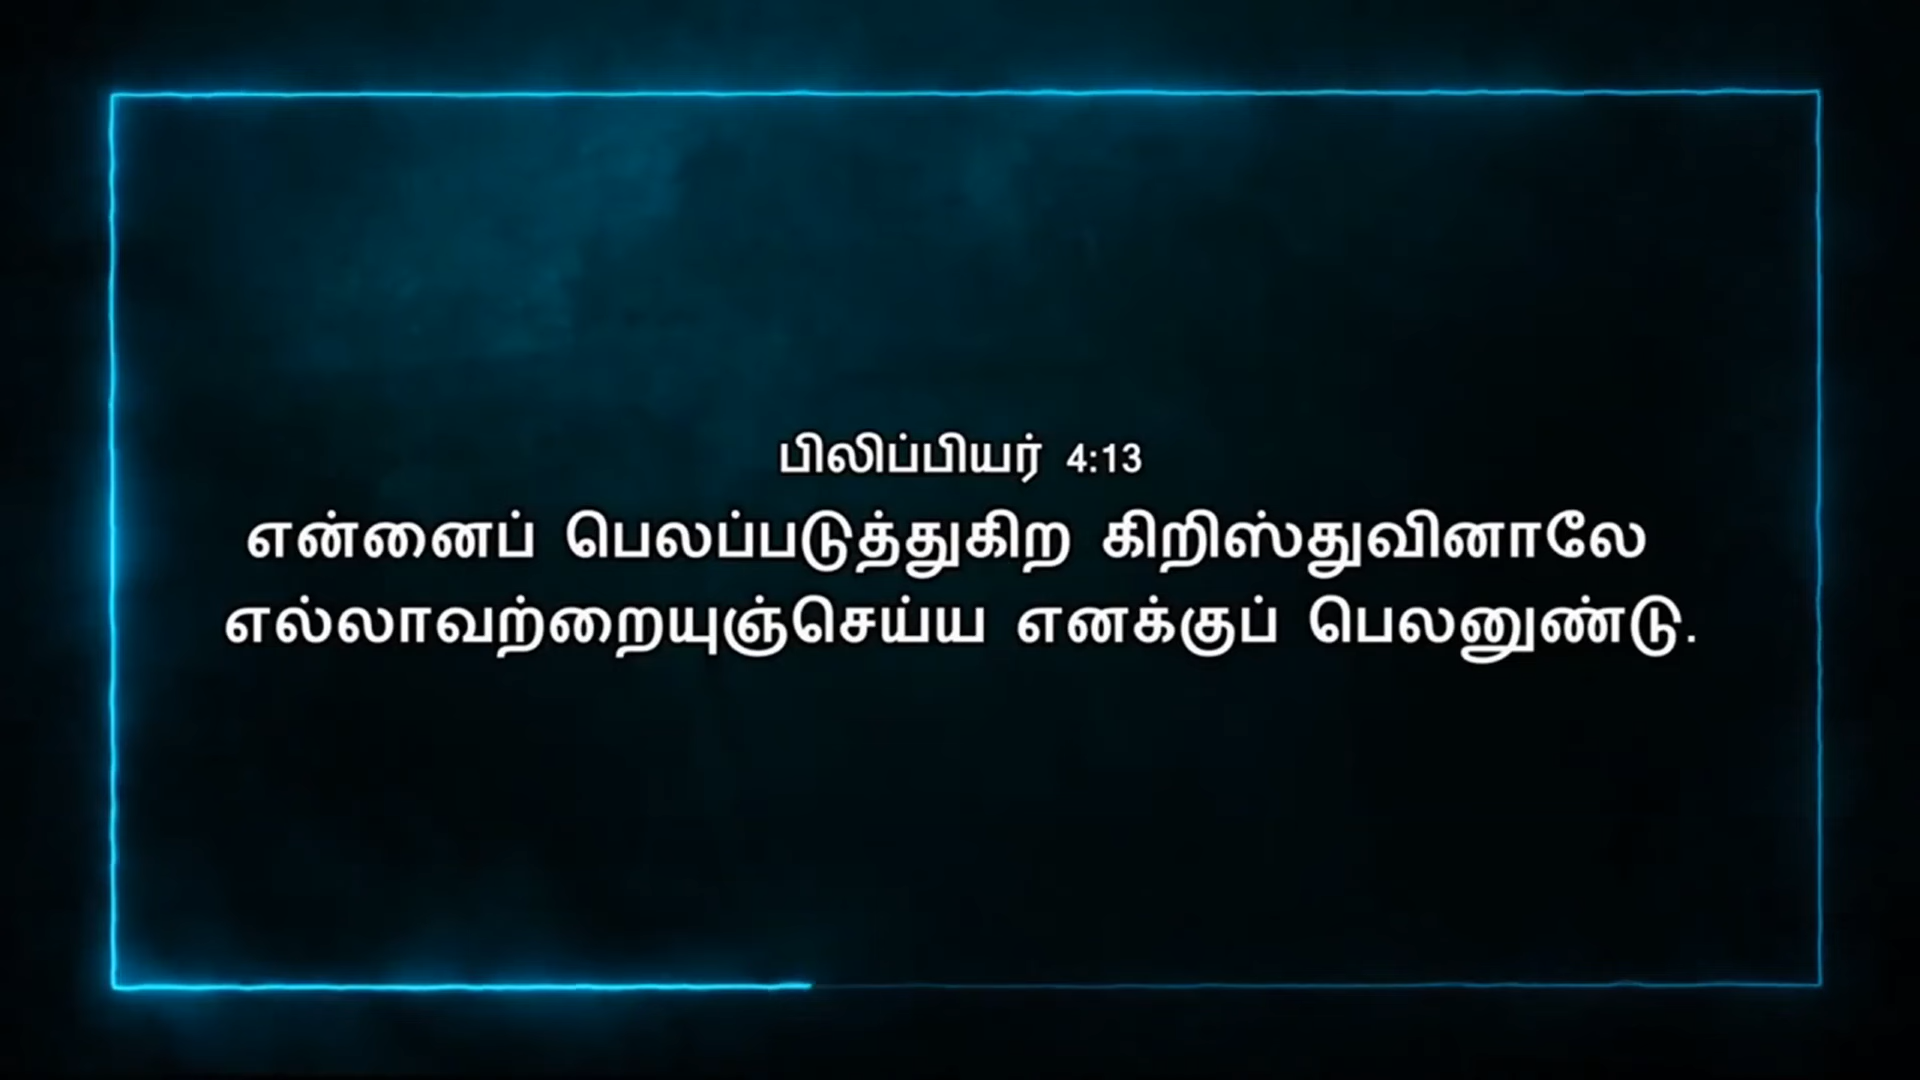 பிலிப்பியர் 4:13
என்னைப் பெலப்படுத்துகிற கிறிஸ்துவினாலே
எல்லாவற்றையுஞ்செய்ய எனக்குப் பெலனுண்டு.